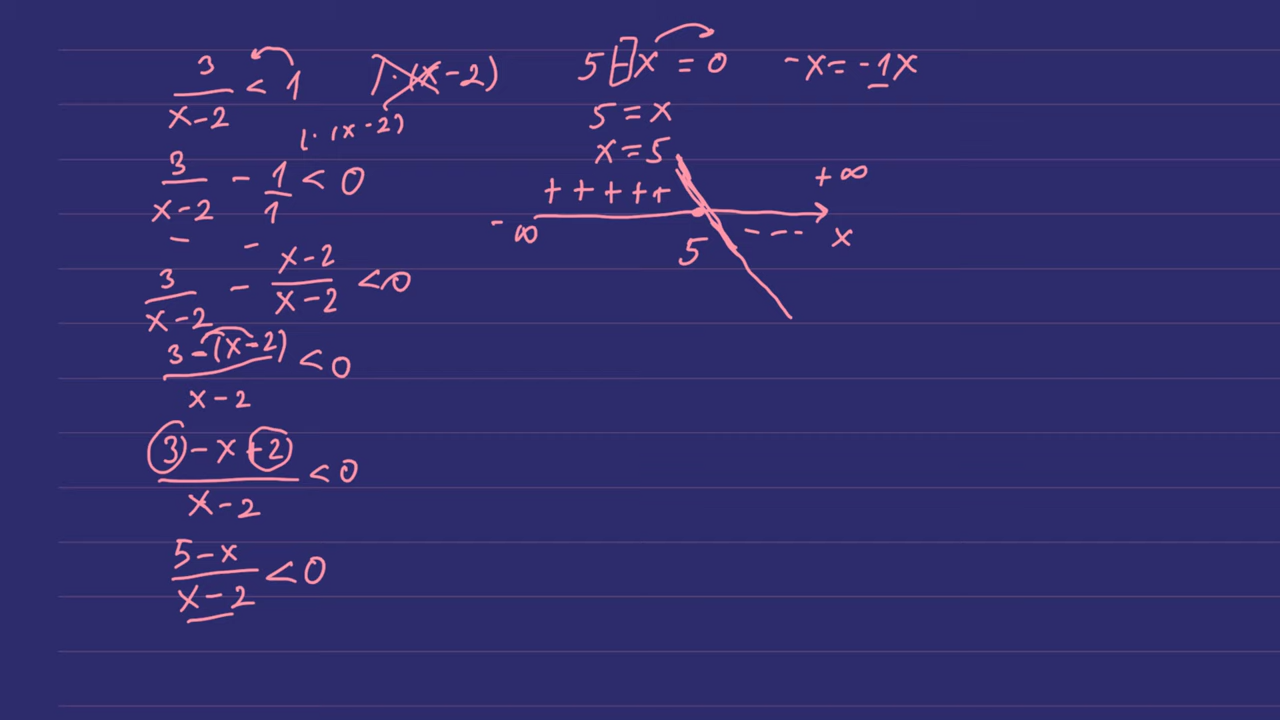 3/(x-2) < 1 /·(x-2)
/·(x-2)
3/(x-2) - 1/1 < 0
3/(x-2) - (x-2)/(x-2) < 0
(3-(x-2))/(x-2) < 0
(3-x+2)/(x-2) < 0
(5-x)/(x-2) < 0
5-x = 0
-x = -1x
5 = x
x = 5
+ + + + +
+∞
-∞
5
- - -
x